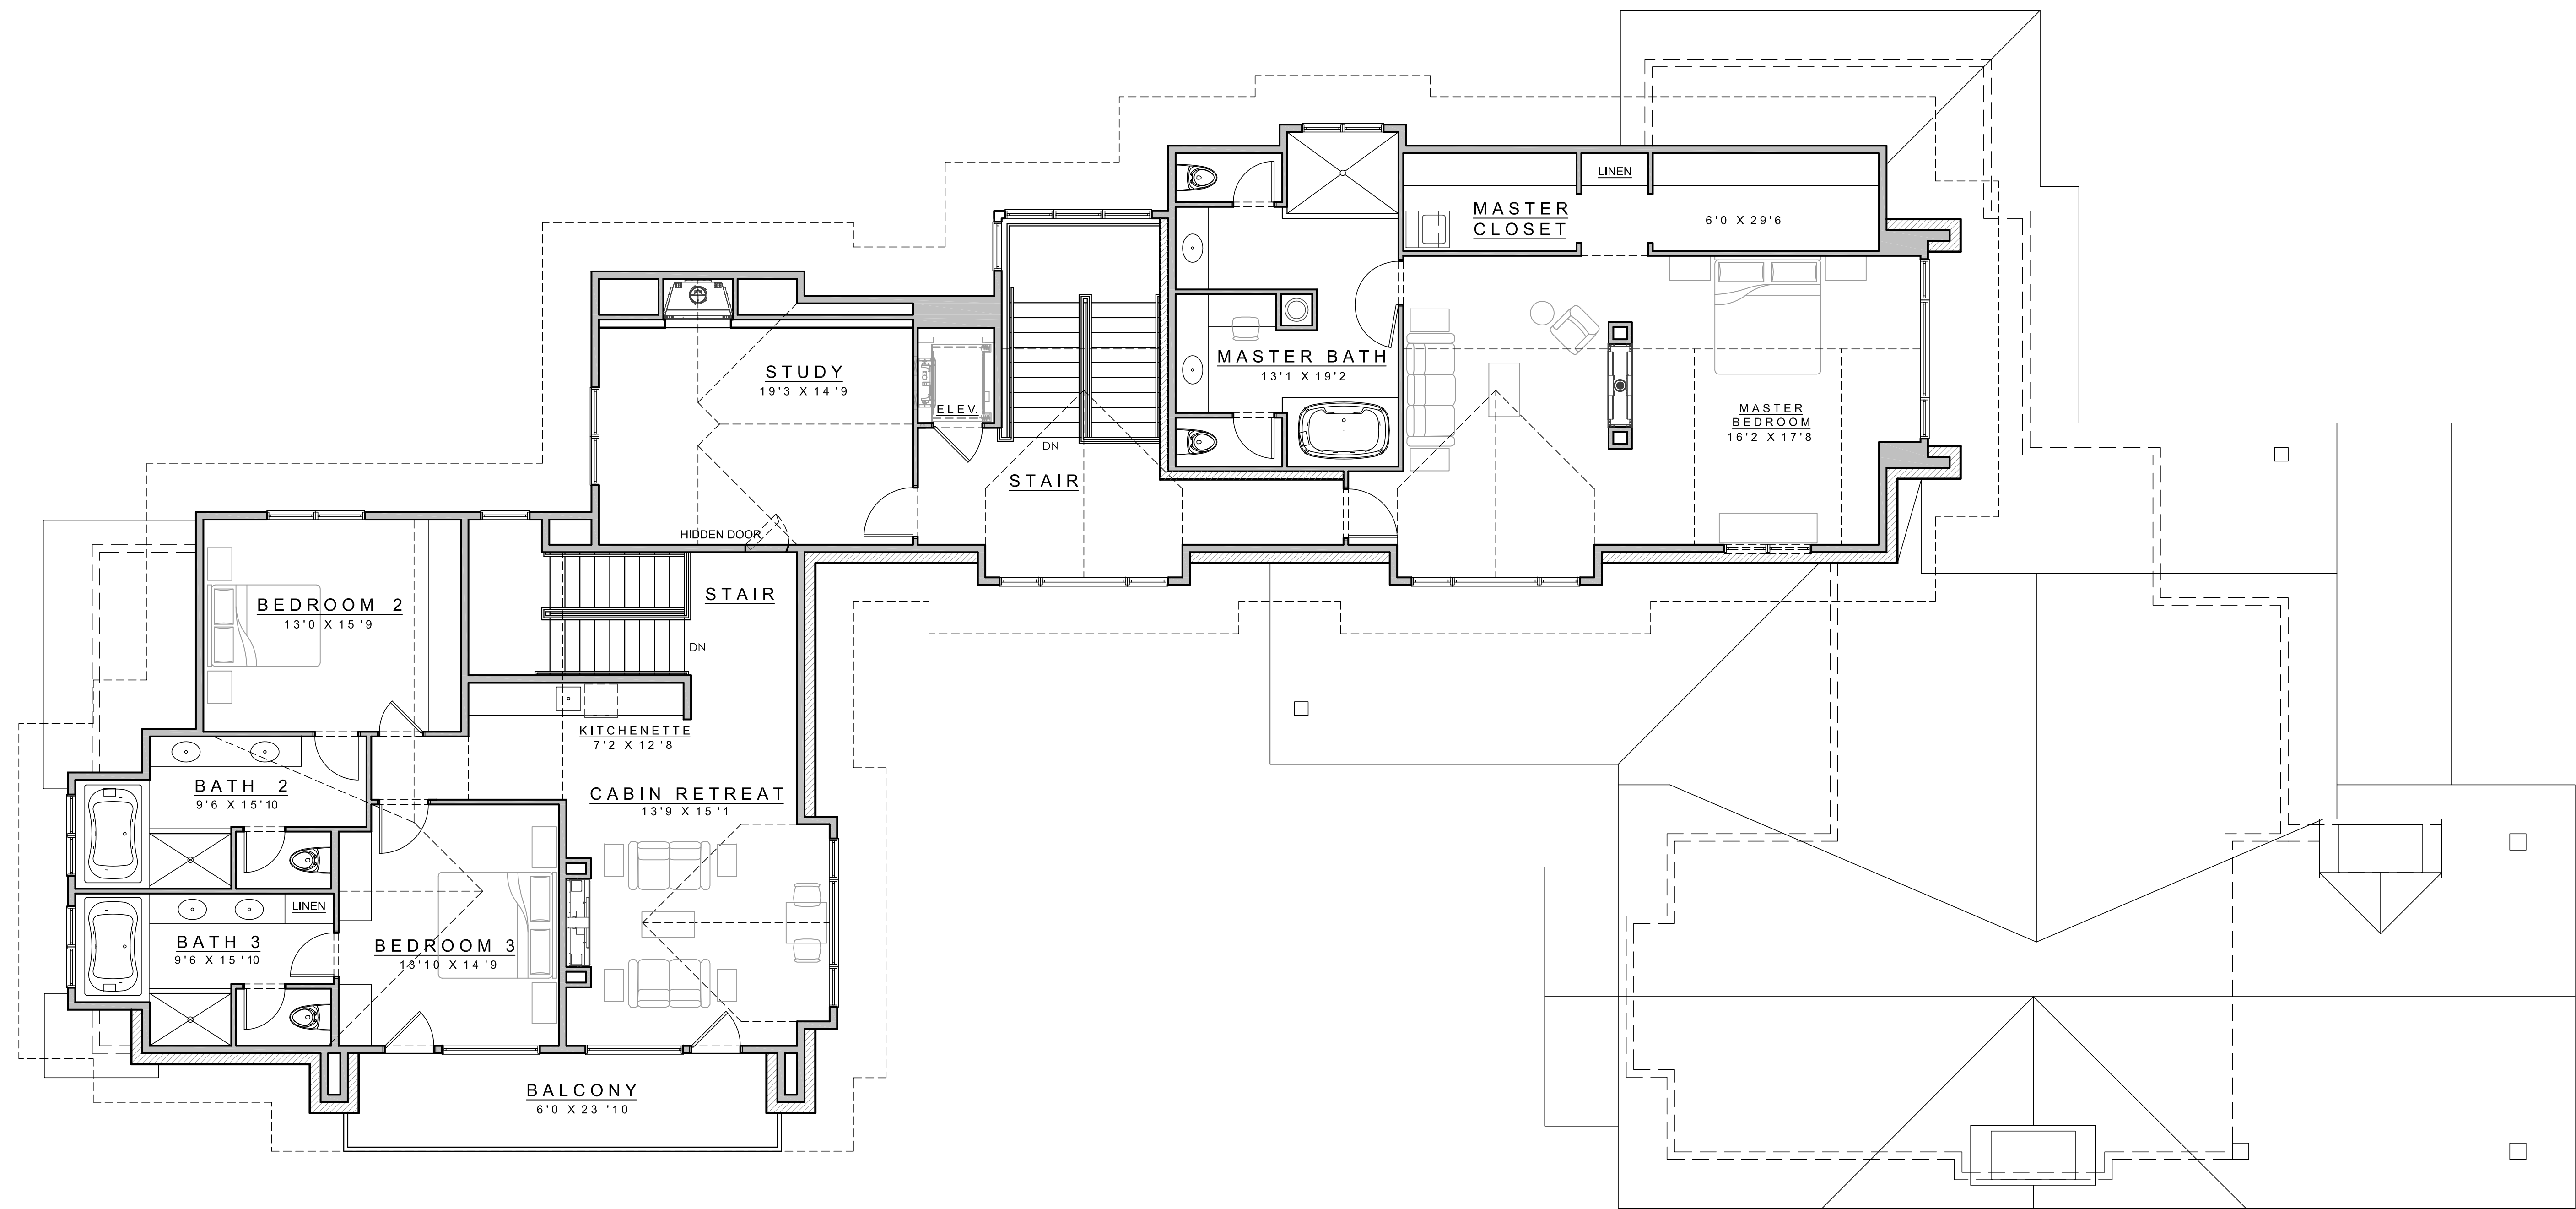 LINEN
MASTER
CLOSET
6'0 X 29'6
STUDY
19'3 X 14'9
ELEV.
MASTER BATH
13'1 X 19'2
MASTER
BEDROOM
16'2 X 17'8
DN
STAIR
HIDDEN DOOR
BEDROOM 2
13'0 X 15'9
STAIR
DN
KITCHENETTE
7'2 X 12'8
BATH 2
9'6 X 15'10
CABIN RETREAT
13'9 X 15'1
LINEN
BATH 3
9'6 X 15'10
BEDROOM 3
13'10 X 14'9
BALCONY
6'0 X 23'10